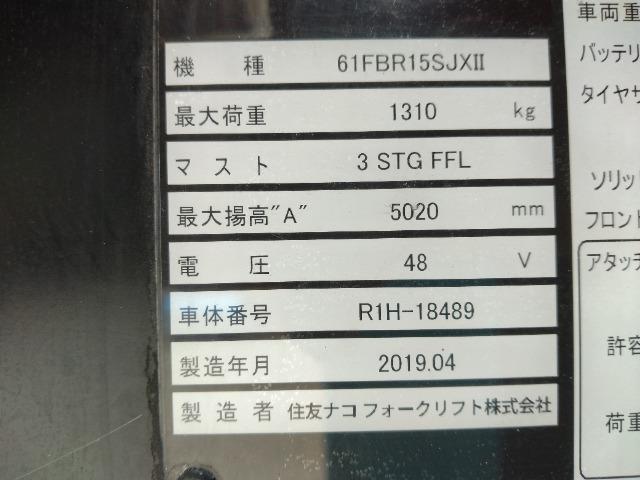 機 種 61FBR15SJXII
最大荷重 1310 kg
マスト 3 STG FFL
最大揚高"A" 5020 mm
電 圧 48 V
車体番号 R1H-18489
製造年月 2019.04
製造者 住友ナコフォークリフト株式会社
車両重
バッテリ
タイヤサ
ソリッ
フロント
アタッチ
許容
荷重